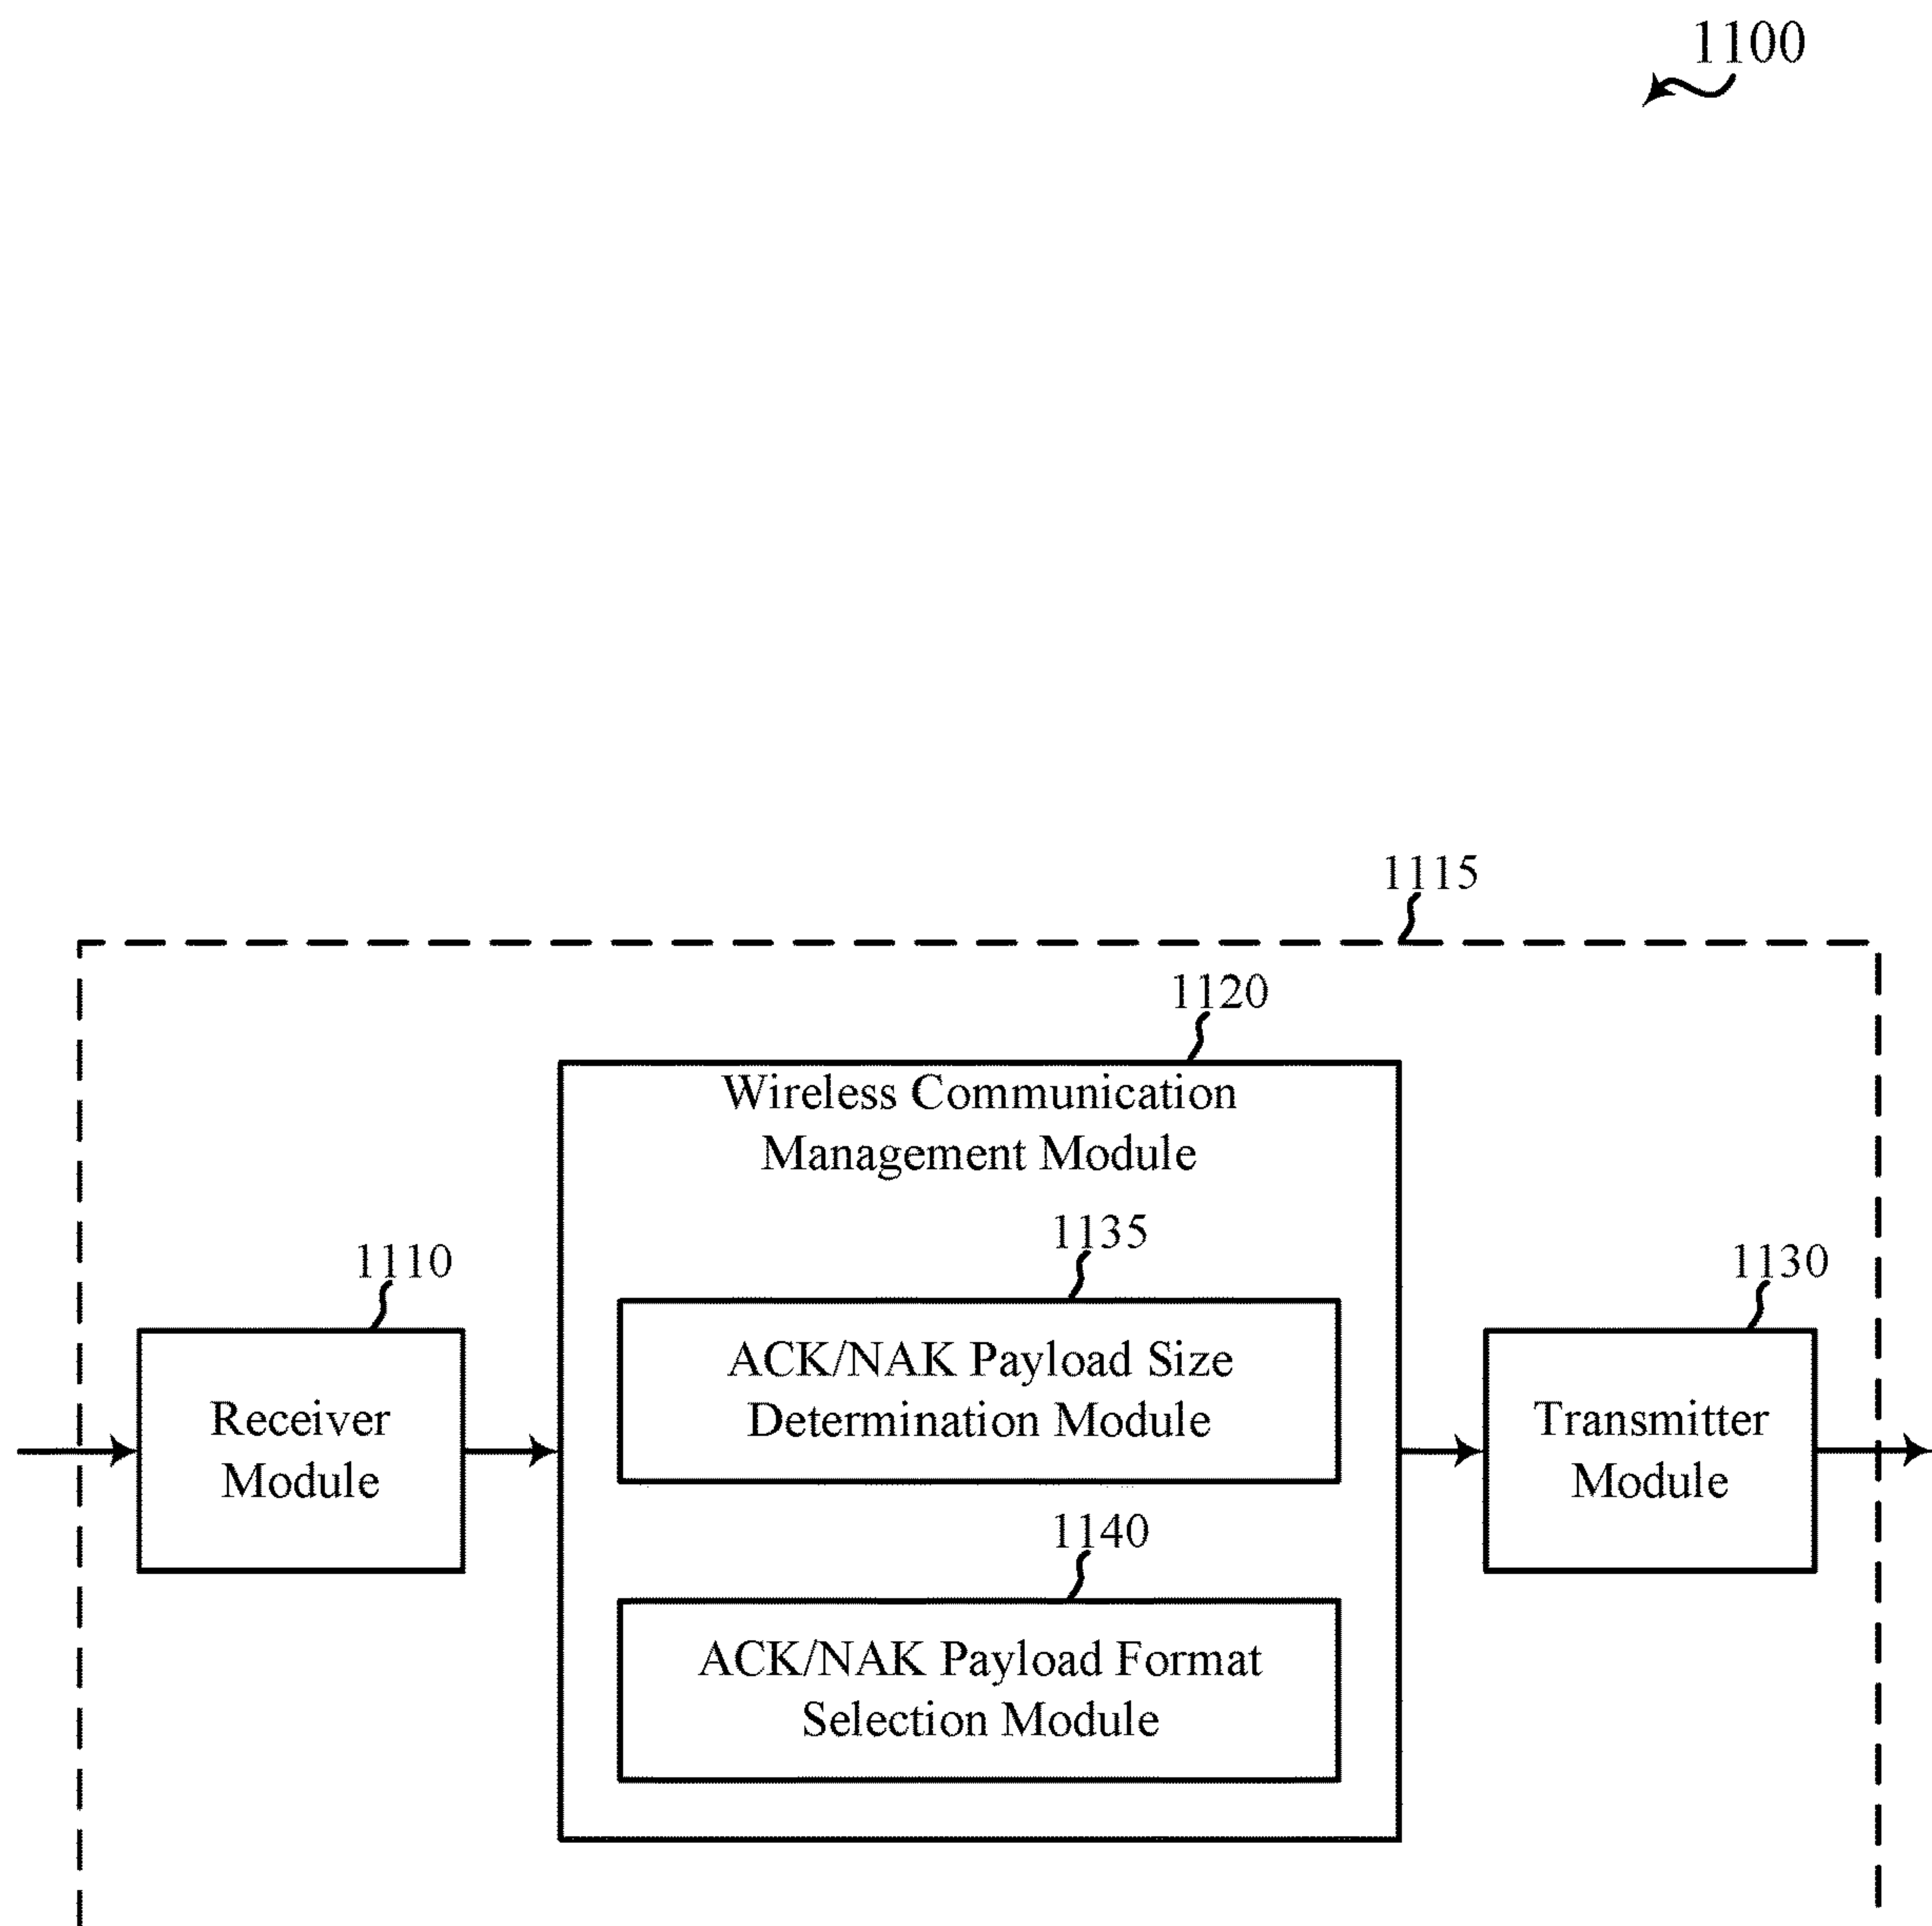 1100
1115
1120
Wireless Communication
Management Module
1135
1110
1130
ACK/NAK Payload Size
Determination Module
Receiver
Module
Transmitter
Module
1140
ACK/NAK Payload Format
Selection Module